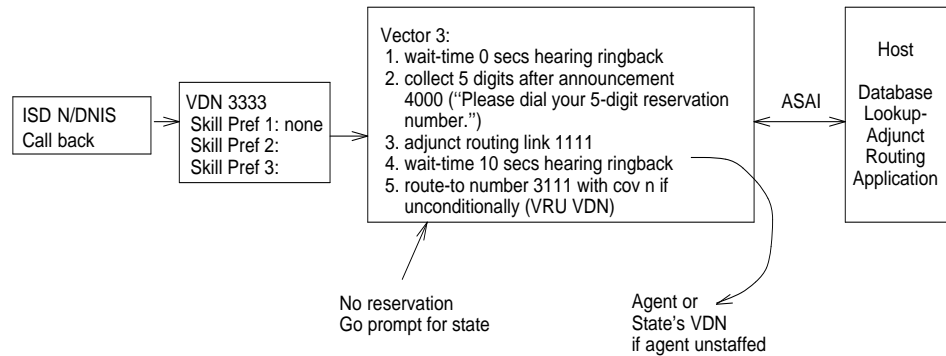 ISD N/DNIS
Call back
VDN 3333
Skill Pref 1: none
Skill Pref 2:
Skill Pref 3:
Vector 3:
1. wait-time 0 secs hearing ringback
2. collect 5 digits after announcement
4000 (‘‘Please dial your 5-digit reservation
number.’’)
3. adjunct routing link 1111
4. wait-time 10 secs hearing ringback
5. route-to number 3111 with cov n if
unconditionally (VRU VDN)
ASAI
Host
Database
Lookup-
Adjunct
Routing
Application
No reservation
Go prompt for state
Agent or
State's VDN
if agent unstaffed